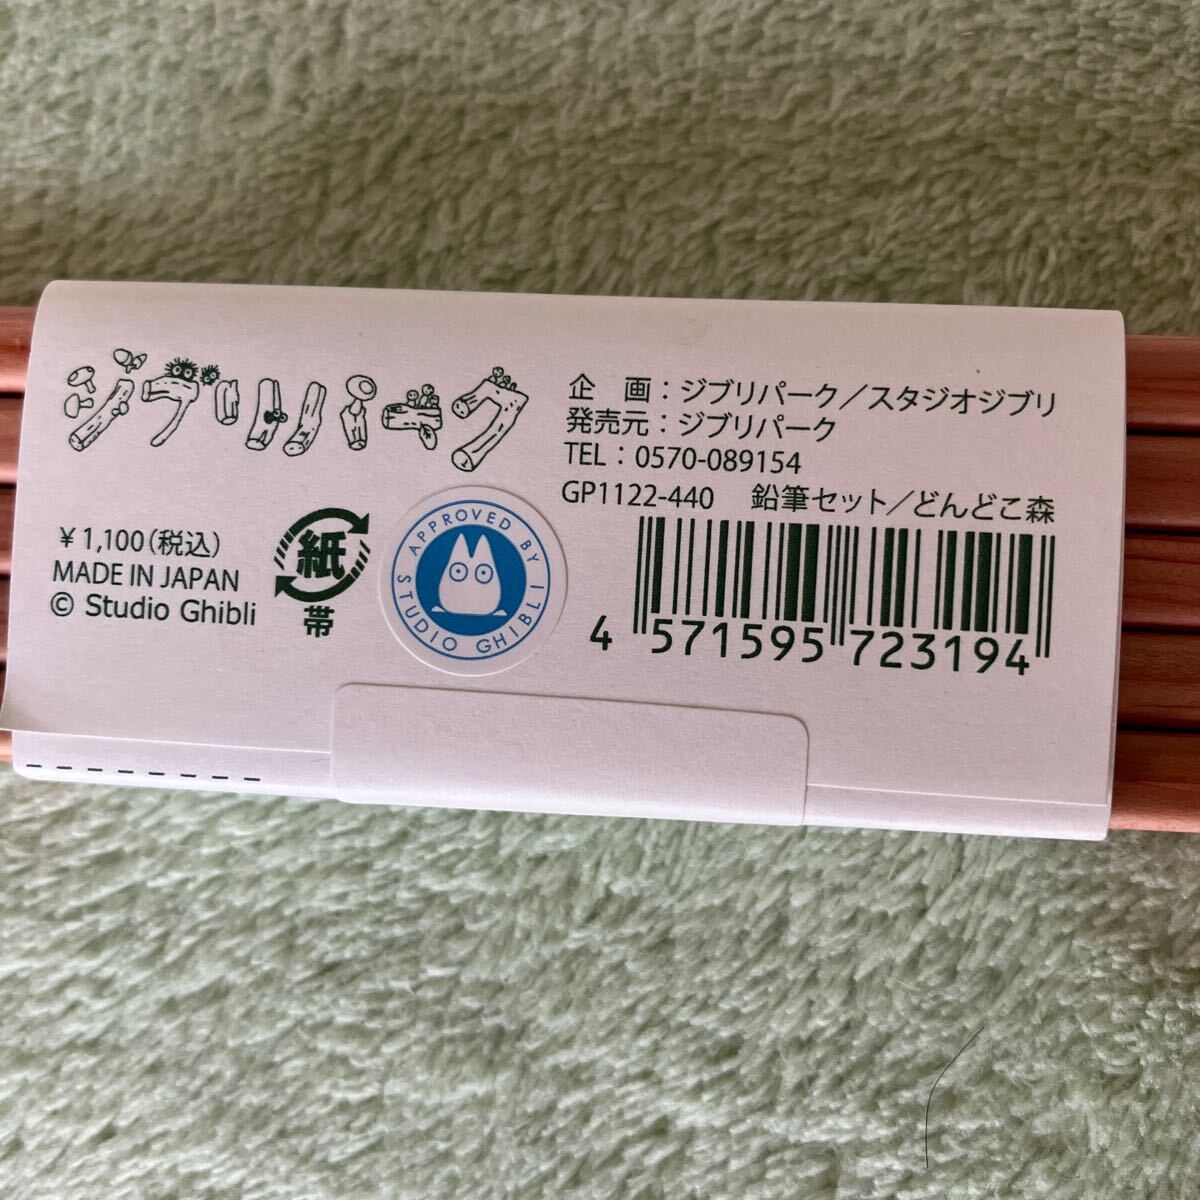 ジブリパーク
企 画：ジブリパーク／スタジオジブリ
発売元：ジブリパーク
TEL：0570-089154
GP1122-440 鉛筆セット／どんどこ森
￥1,100（税込）
MADE IN JAPAN
© Studio Ghibli
紙
帯
APPROVED BY
STUDIO GHIBLI
4 571595 723194